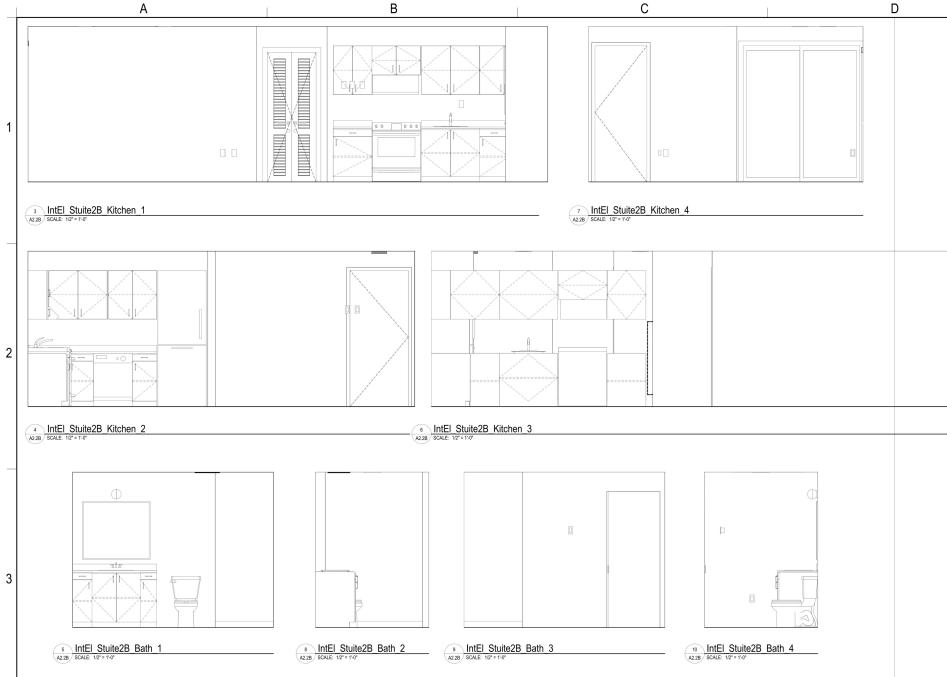 A B C D
1
3 IntEl_Stuite2B_Kitchen_1
A2.2B SCALE: 1/2" = 1'-0"
7 IntEl_Stuite2B_Kitchen_4
A2.2B SCALE: 1/2" = 1'-0"
2
4 IntEl_Stuite2B_Kitchen_2
A2.2B SCALE: 1/2" = 1'-0"
6 IntEl_Stuite2B_Kitchen_3
A2.2B SCALE: 1/2" = 1'-0"
3
5 IntEl_Stuite2B_Bath_1
A2.2B SCALE: 1/2" = 1'-0"
8 IntEl_Stuite2B_Bath_2
A2.2B SCALE: 1/2" = 1'-0"
9 IntEl_Stuite2B_Bath_3
A2.2B SCALE: 1/2" = 1'-0"
10 IntEl_Stuite2B_Bath_4
A2.2B SCALE: 1/2" = 1'-0"